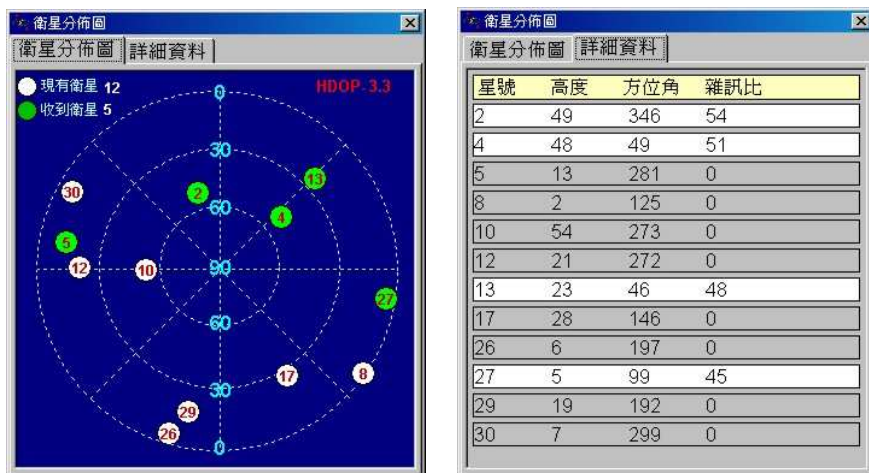 衛星分佈圖
衛星分佈圖 詳細資料
現有衛星 12
HDOP-3.3
收到衛星 5
0
30
13
30
2
60
4
5
12
10
90
27
60
17
8
30
29
26
0
衛星分佈圖
衛星分佈圖 詳細資料
星號 高度 方位角 雜訊比
2 49 346 54
4 48 49 51
5 13 281 0
8 2 125 0
10 54 273 0
12 21 272 0
13 23 46 48
17 28 146 0
26 6 197 0
27 5 99 45
29 19 192 0
30 7 299 0